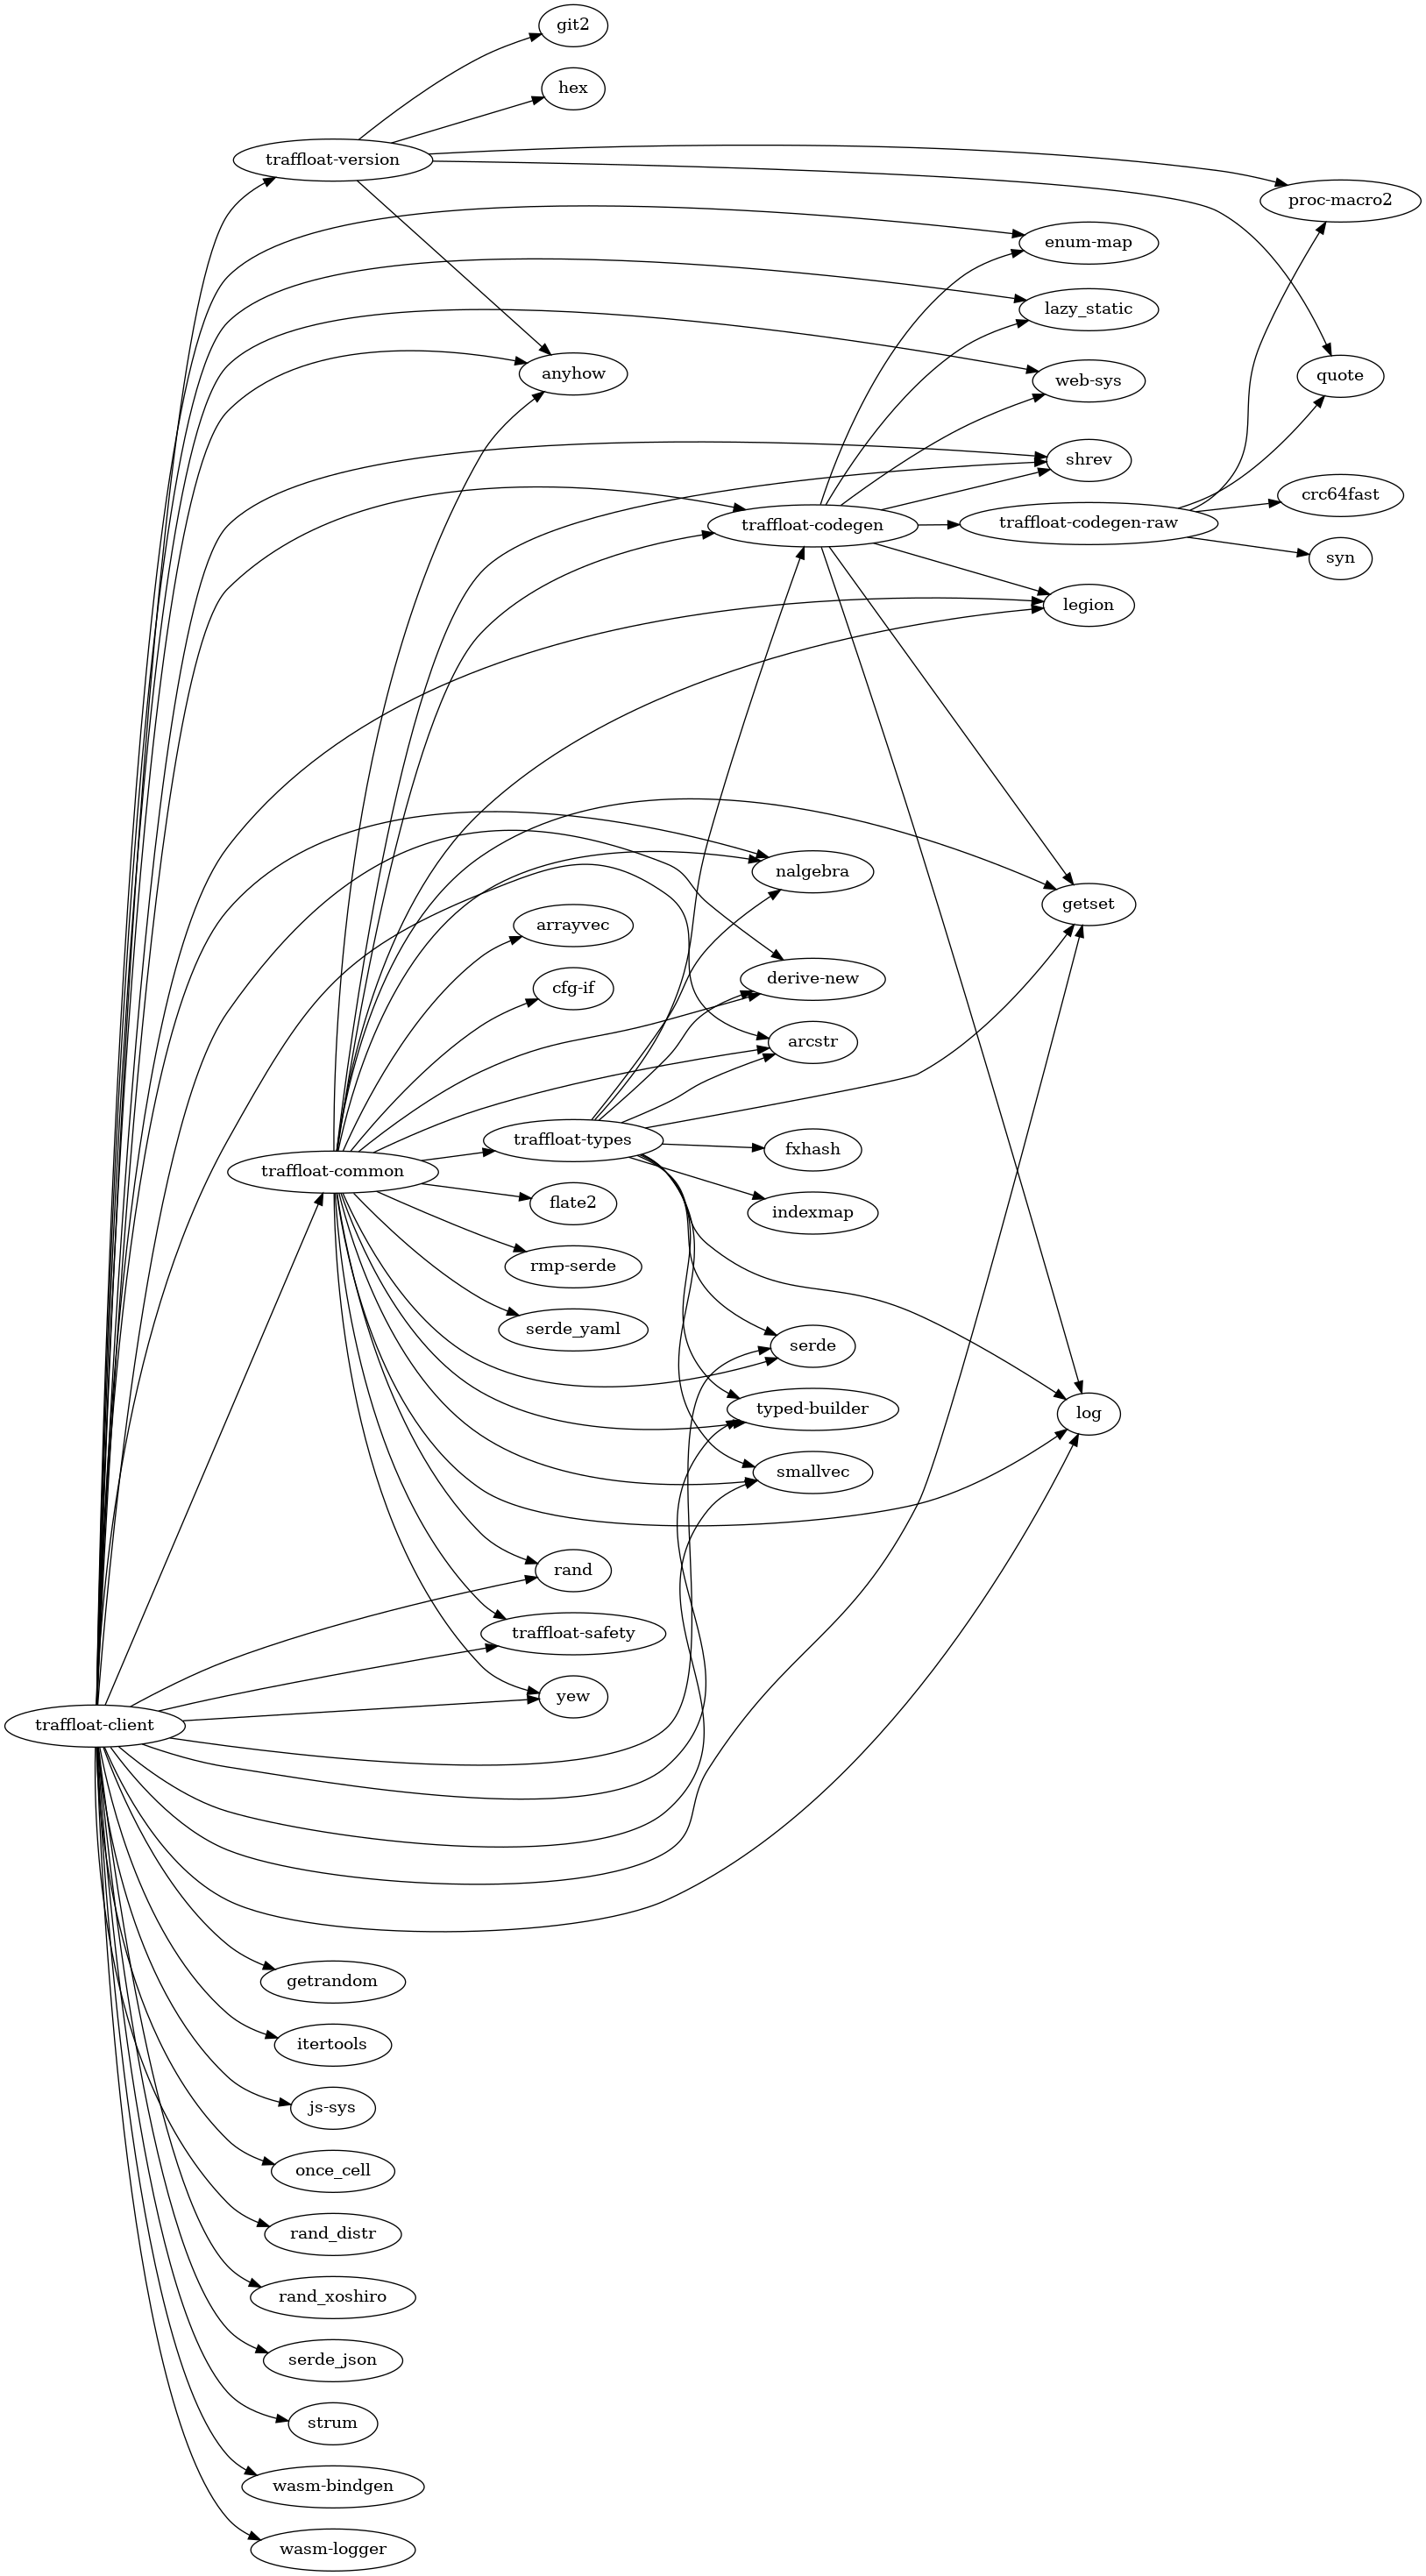 git2
hex
traffloat-version
proc-macro2
enum-map
lazy_static
anyhow
quote
web-sys
shrev
crc64fast
traffloat-codegen
traffloat-codegen-raw
syn
legion
nalgebra
getset
arrayvec
derive-new
cfg-if
arcstr
traffloat-types
fxhash
traffloat-common
flate2
indexmap
rmp-serde
serde_yaml
serde
typed-builder
log
smallvec
rand
traffloat-safety
yew
traffloat-client
getrandom
itertools
js-sys
once_cell
rand_distr
rand_xoshiro
serde_json
strum
wasm-bindgen
wasm-logger